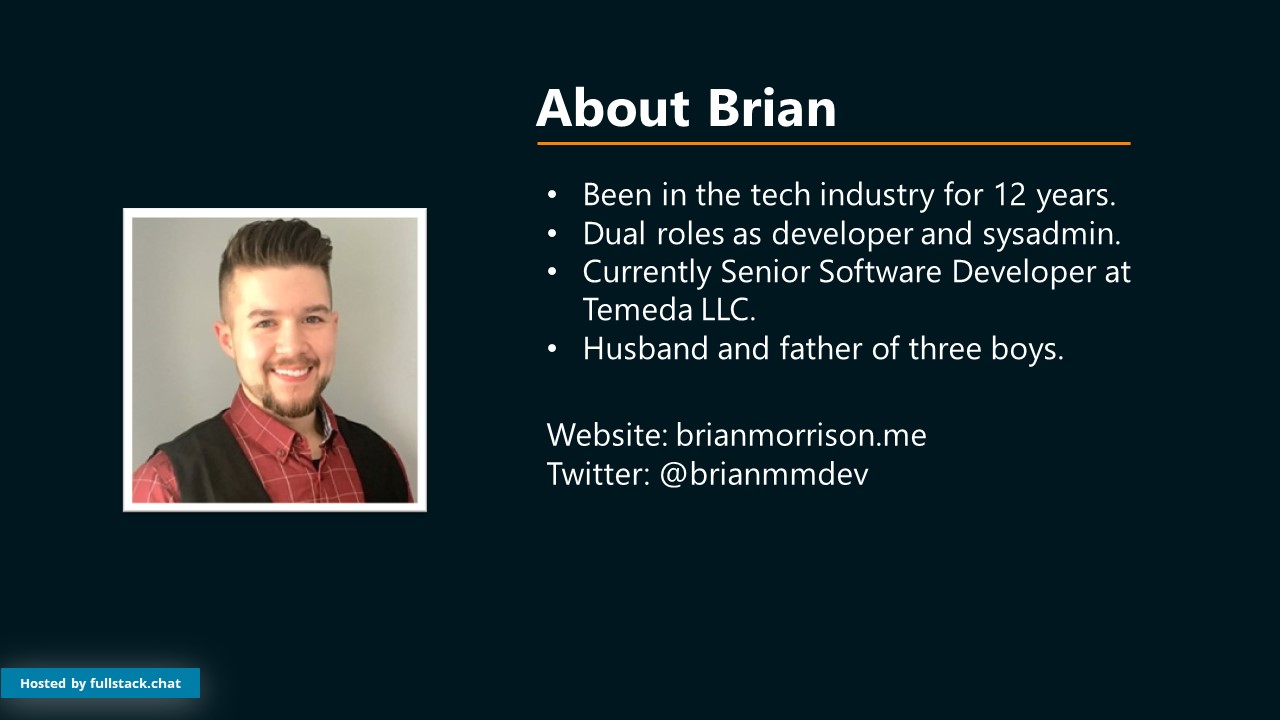 About Brian
• Been in the tech industry for 12 years.
• Dual roles as developer and sysadmin.
• Currently Senior Software Developer at
Temeda LLC.
• Husband and father of three boys.
Website: brianmorrison.me
Twitter: @brianmmdev
Hosted by fullstack.chat